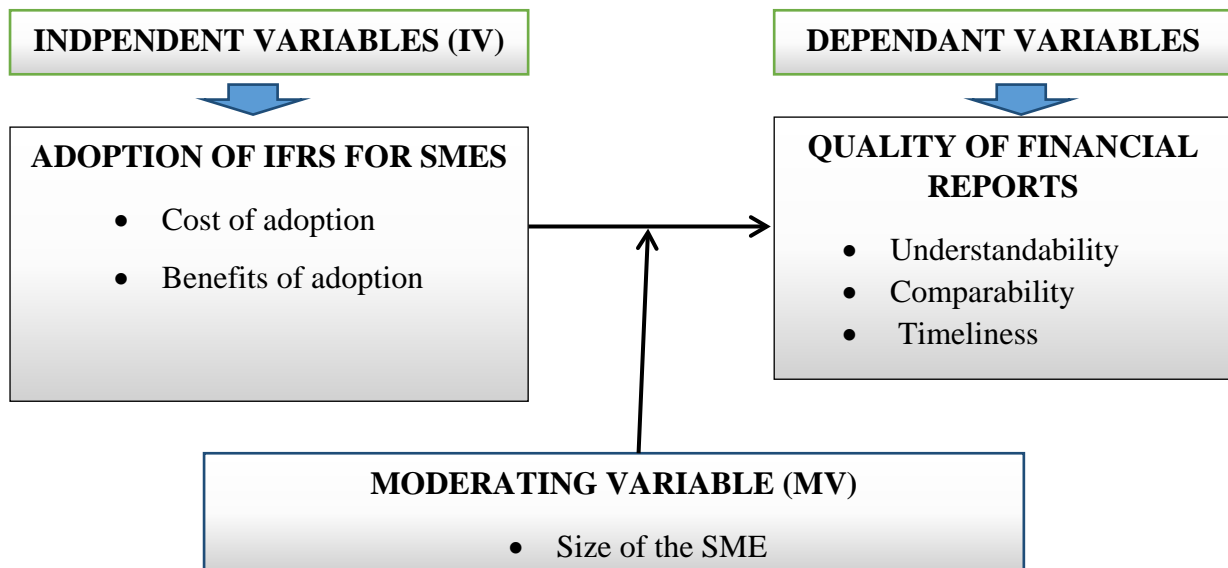 INDPENDENT VARIABLES (IV)
DEPENDANT VARIABLES
ADOPTION OF IFRS FOR SMES
• Cost of adoption
• Benefits of adoption
QUALITY OF FINANCIAL
REPORTS
• Understandability
• Comparability
• Timeliness
MODERATING VARIABLE (MV)
• Size of the SME